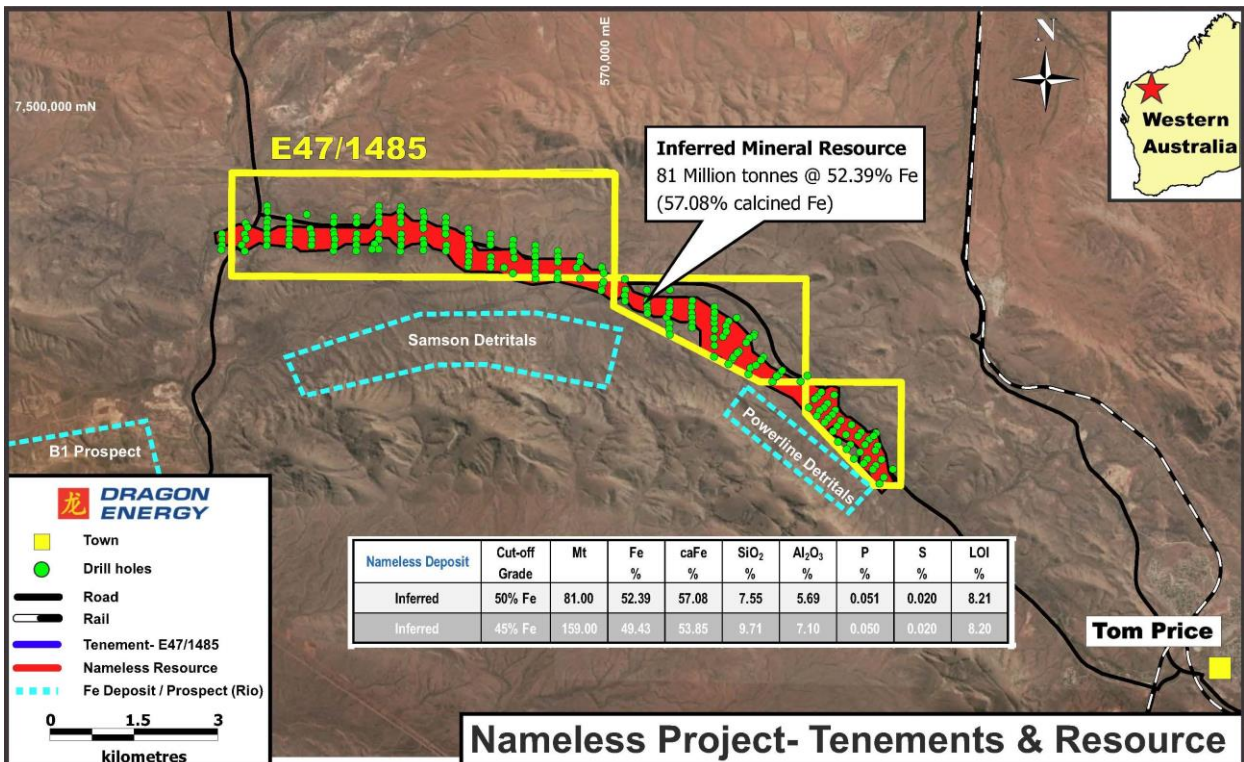 570,000 mE
N
7,500,000 mN
E47/1485
Western
Australia
Inferred Mineral Resource
81 Million tonnes @ 52.39% Fe
(57.08% calcined Fe)
Samson Detritals
Powerline Detritals
B1 Prospect
龙 DRAGON
ENERGY
Town
Drill holes
Road
Rail
Tenement- E47/1485
Nameless Resource
Fe Deposit / Prospect (Rio)
0 1.5 3
kilometres
Nameless Deposit Cut-off Grade Mt Fe % caFe % SiO₂ % Al₂O₃ % P % S % LOI %
Inferred 50% Fe 81.00 52.39 57.08 7.55 5.69 0.051 0.020 8.21
Inferred 45% Fe 159.00 49.43 53.85 9.71 7.10 0.050 0.020 8.20
Tom Price
Nameless Project- Tenements & Resource